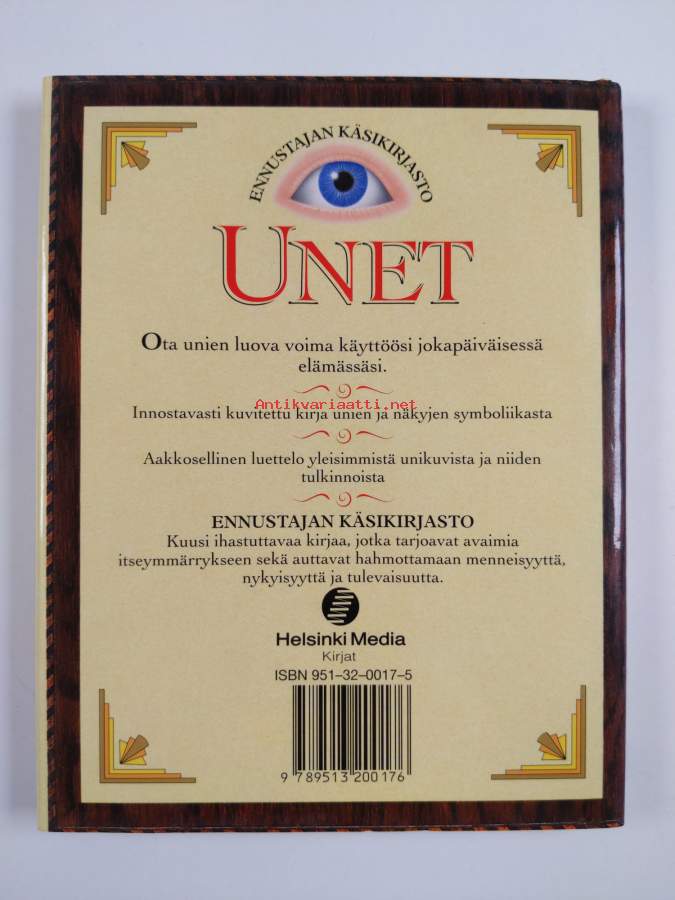 ENNUSTAJAN KÄSIKIRJASTO
UNET
Ota unien luova voima käyttöösi jokapäiväisessä
elämässäsi.
Antikvariaatti.net
Innostavasti kuvitettu kirja unien ja näkyjen symboliikasta
Aakkosellinen luettelo yleisimmistä unikuvista ja niiden
tulkinnoista
ENNUSTAJAN KÄSIKIRJASTO
Kuusi ihastuttavaa kirjaa, jotka tarjoavat avaimia
itseymmärrykseen sekä auttavat hahmottamaan menneisyyttä,
nykyisyyttä ja tulevaisuutta.
Helsinki Media
Kirjat
ISBN 951-32-0017-5
9 789513 200176